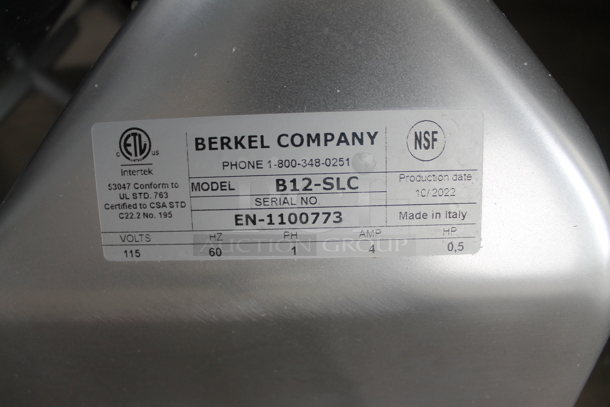 BERKEL COMPANY
PHONE 1-800-348-0251
C ETL US
Intertek
53047 Conform to
UL STD. 763
Certified to CSA STD
C22.2 No. 195
NSF
MODEL B12-SLC
SERIAL NO.
EN-1100773
Production date
10/2022
Made in Italy
VOLTS HZ PH AMP HP
115 60 1 4 0,5
AUCTION GROUP